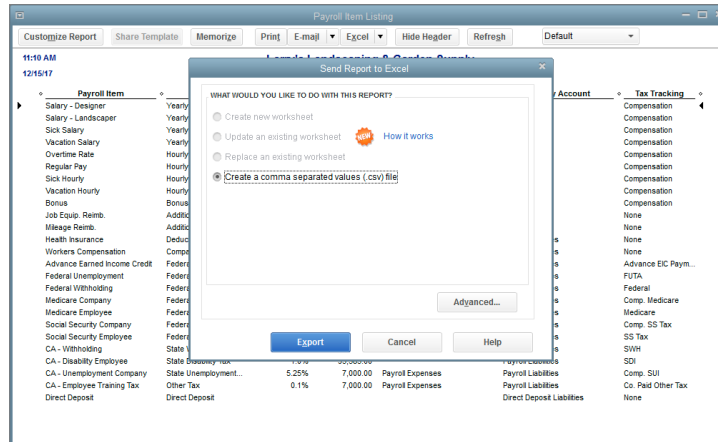 Payroll Item Listing
Customize Report Share Template Memorize Print E-mail Excel Hide Header Refresh Default
11:10 AM
12/15/17
Send Report to Excel
WHAT WOULD YOU LIKE TO DO WITH THIS REPORT?
Create new worksheet
Update an existing worksheet NEW How it works
Replace an existing worksheet
Create a comma separated values (.csv) file
Advanced...
Export Cancel Help
Payroll Item Account Tax Tracking
Salary - Designer Yearly Compensation
Salary - Landscaper Yearly Compensation
Sick Salary Yearly Compensation
Vacation Salary Yearly Compensation
Overtime Rate Hourly Compensation
Regular Pay Hourly Compensation
Sick Hourly Hourly Compensation
Vacation Hourly Hourly Compensation
Bonus Bonus Compensation
Job Equip. Reimb. None
Mileage Reimb. None
Health Insurance None
Workers Compensation None
Advance Earned Income Credit Advance EIC Paym...
Federal Unemployment FUTA
Federal Withholding Federal
Medicare Company Comp. Medicare
Medicare Employee Medicare
Social Security Company Comp. SS Tax
Social Security Employee SS Tax
CA - Withholding State SWH
CA - Disability Employee State Disability Tax Payroll Liabilities SDI
CA - Unemployment Company State Unemployment... 5.25% 7,000.00 Payroll Expenses Payroll Liabilities Comp. SUI
CA - Employee Training Tax Other Tax 0.1% 7,000.00 Payroll Expenses Payroll Liabilities Co. Paid Other Tax
Direct Deposit Direct Deposit Direct Deposit Liabilities None